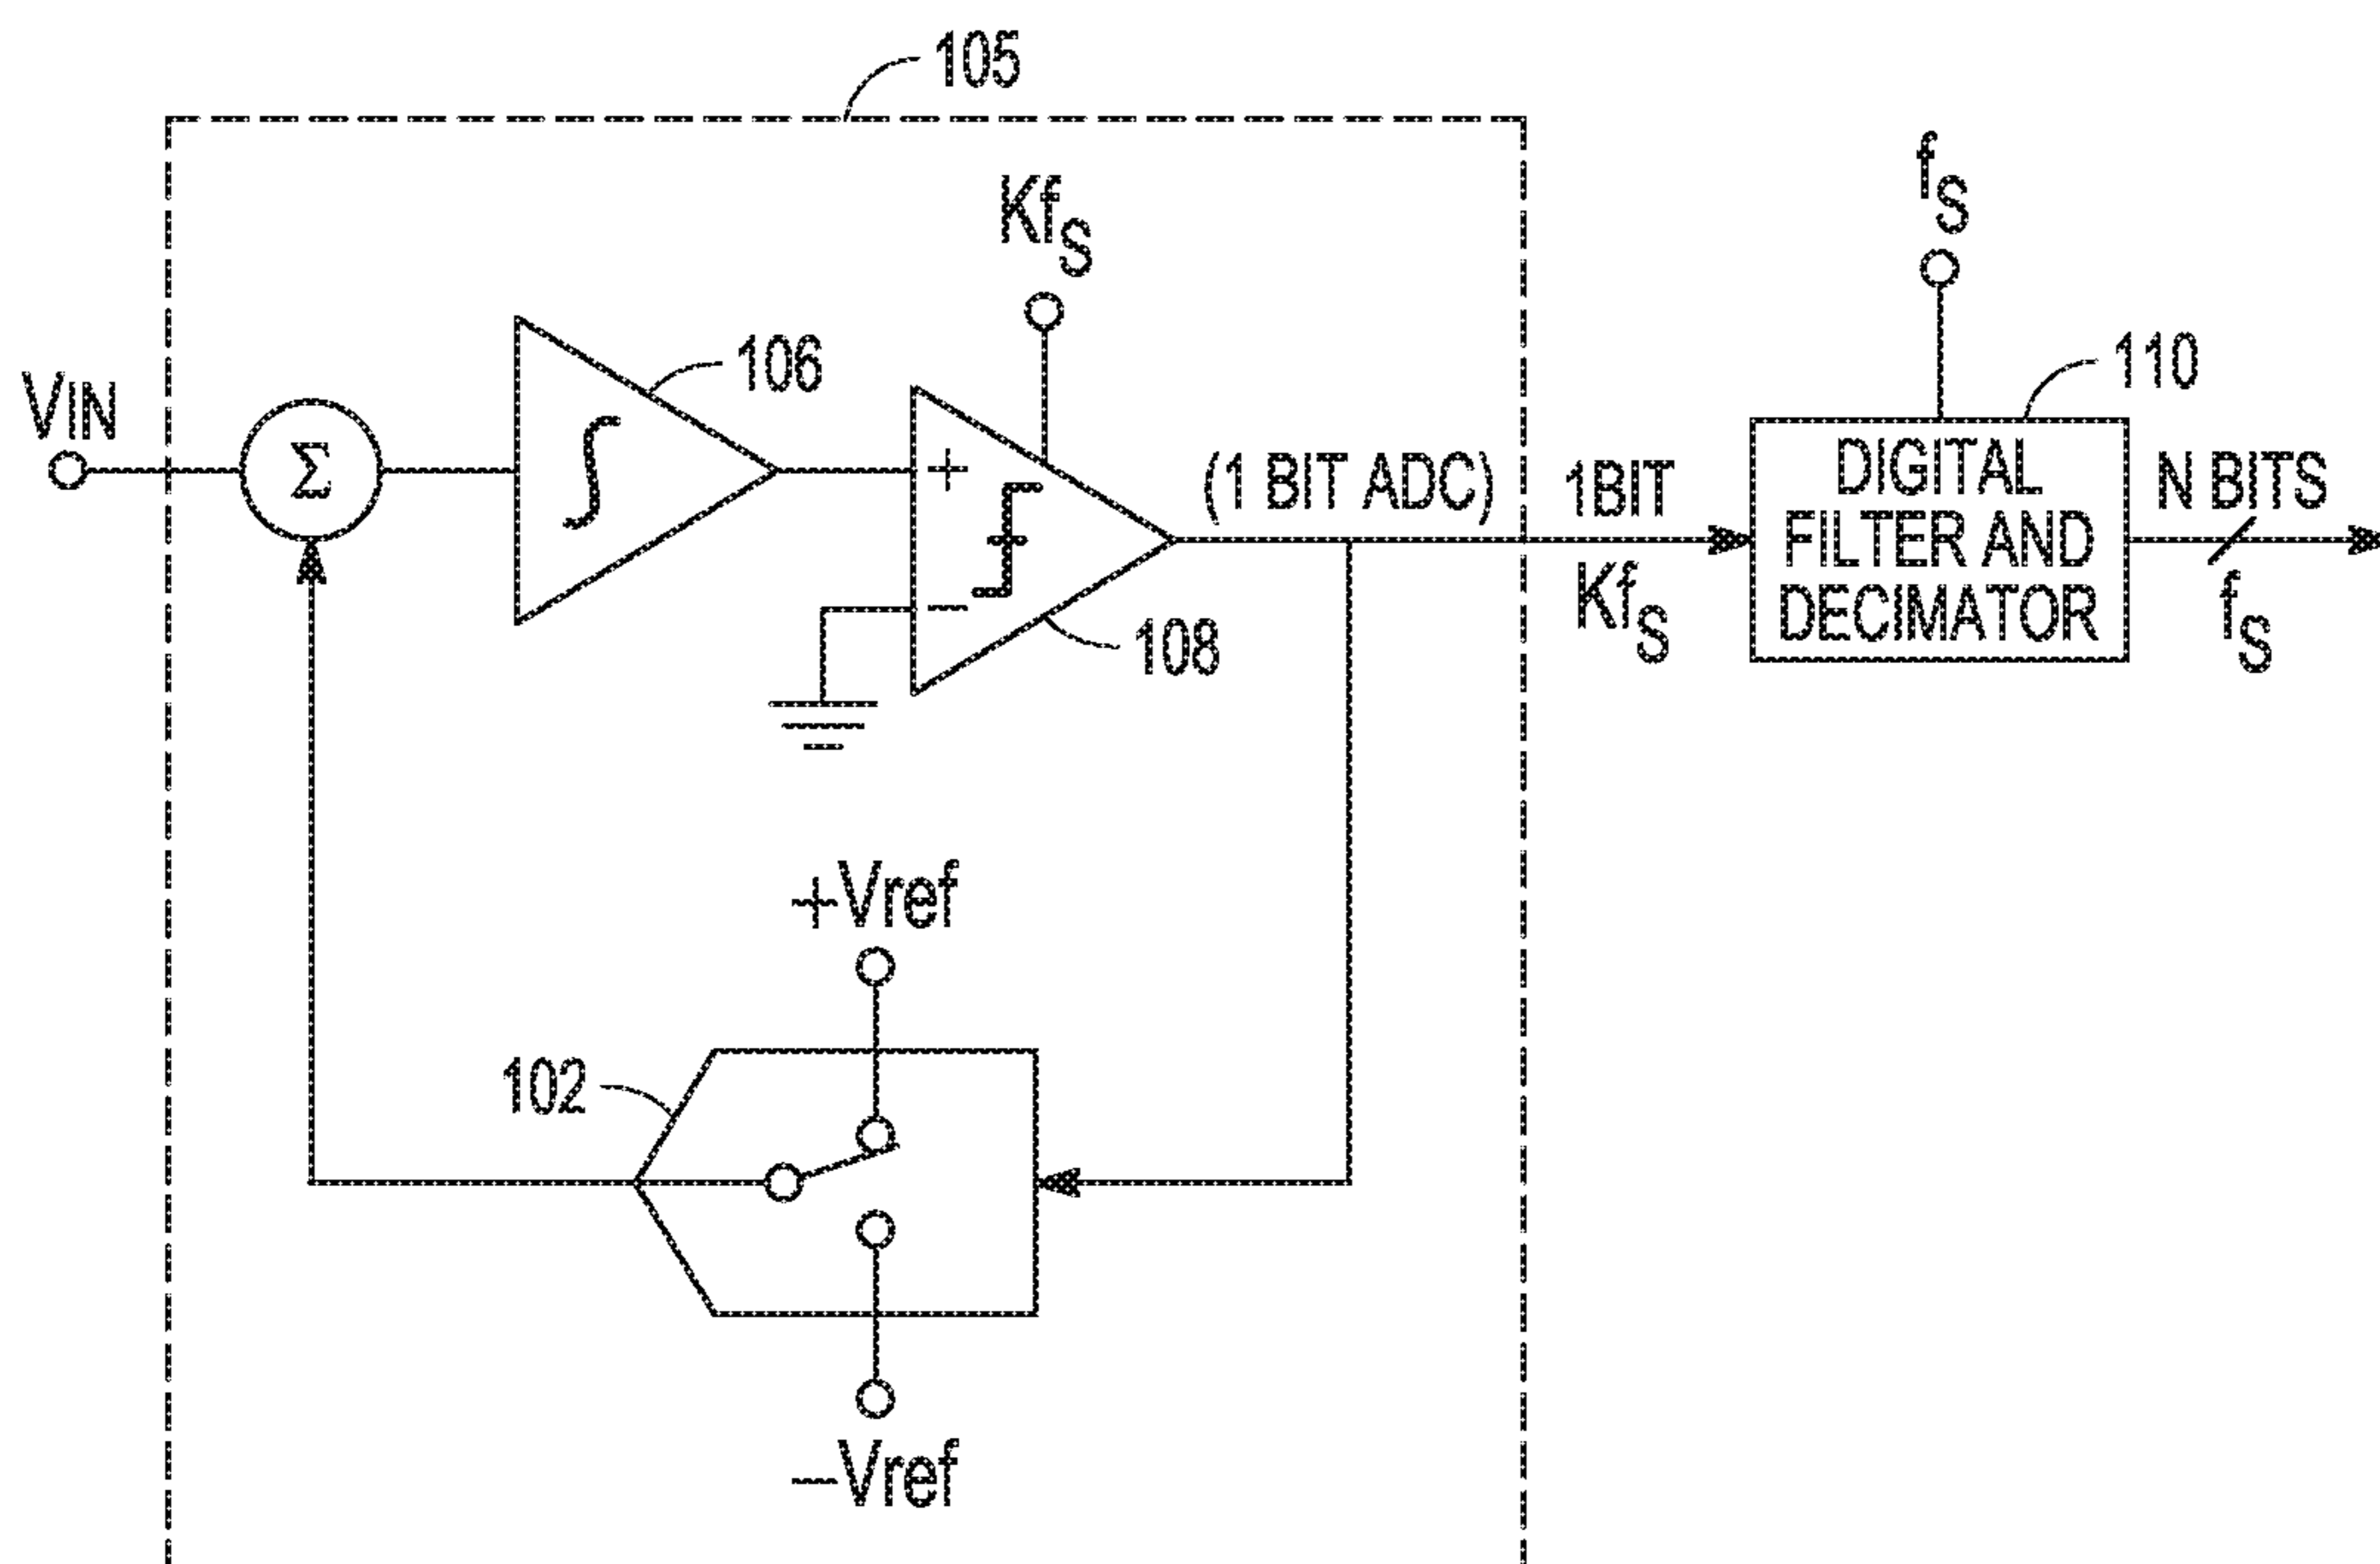 105
Kfs
fs
106
110
VIN
Σ
∫
+
(1 BIT ADC)
1BIT
Kfs
DIGITAL
FILTER AND
DECIMATOR
N BITS
fs
−
108
+Vref
102
−Vref